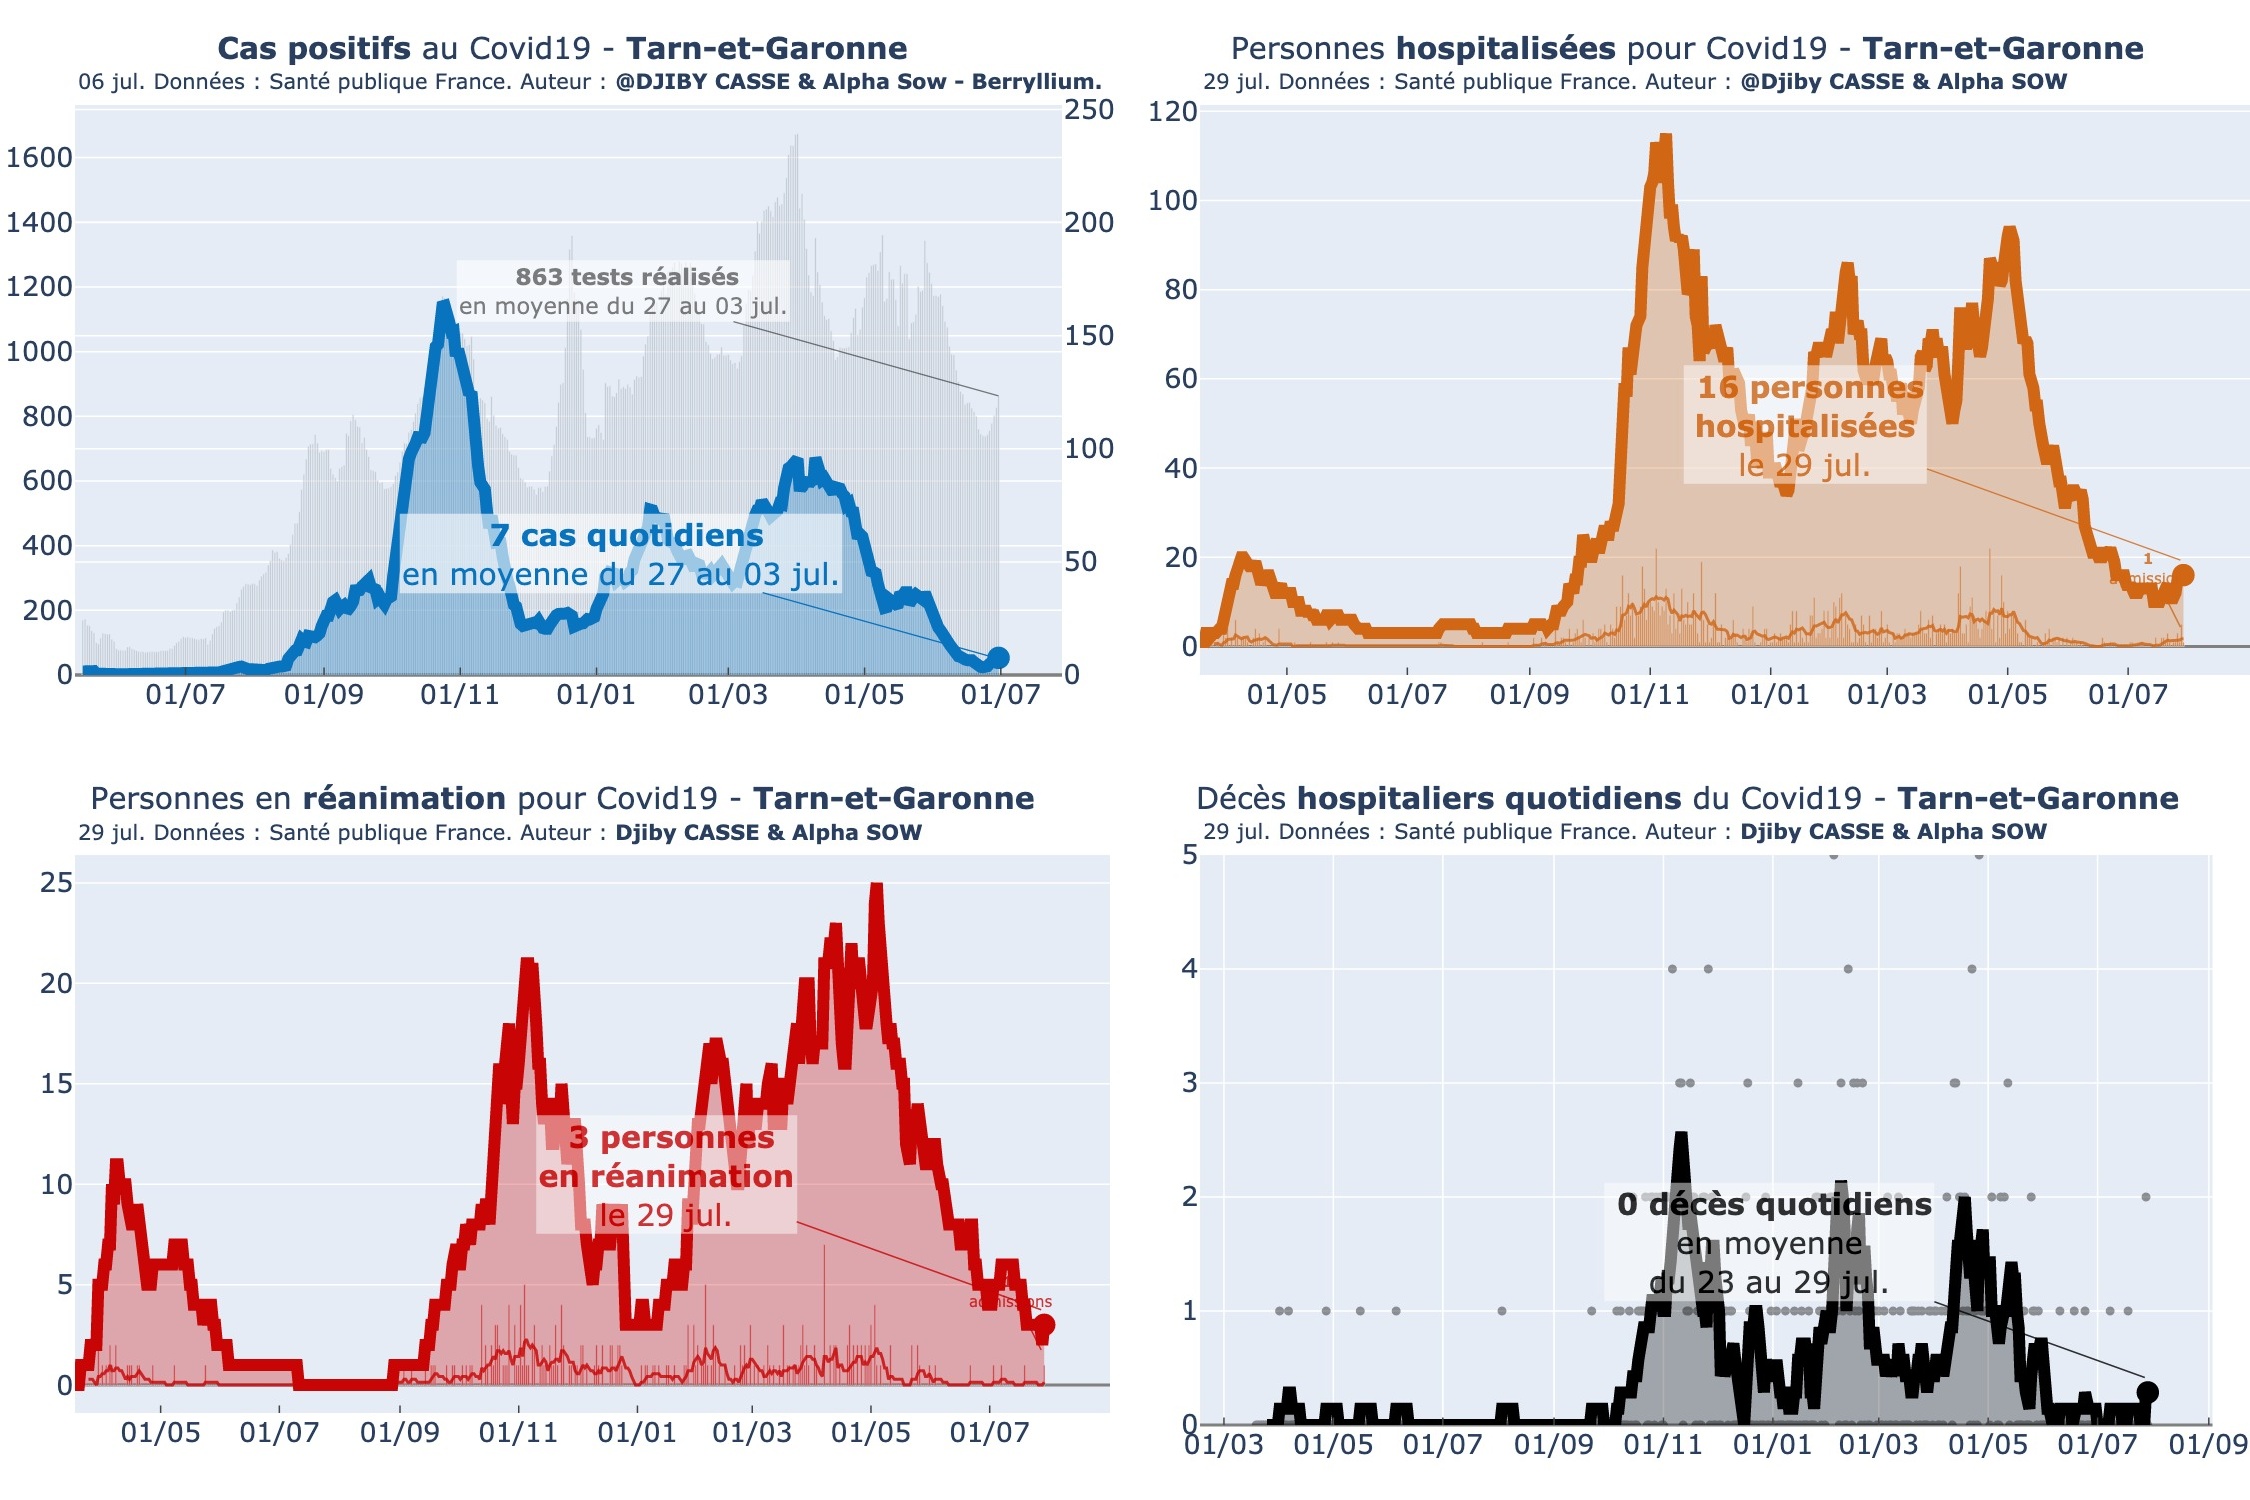 Cas positifs au Covid19 - Tarn-et-Garonne
06 jul. Données : Santé publique France. Auteur : @DJIBY CASSE & Alpha Sow - Berryllium.
250
1600
1400
200
863 tests réalisés
1200
en moyenne du 27 au 03 jul.
150
1000
800
100
600
7 cas quotidiens
400
50
en moyenne du 27 au 03 jul.
200
0
0
01/07 01/09 01/11 01/01 01/03 01/05 01/07
Personnes hospitalisées pour Covid19 - Tarn-et-Garonne
29 jul. Données : Santé publique France. Auteur : @Djiby CASSE & Alpha SOW
120
100
80
60
16 personnes
hospitalisées
40
le 29 jul.
20
1
0
01/05 01/07 01/09 01/11 01/01 01/03 01/05 01/07
Personnes en réanimation pour Covid19 - Tarn-et-Garonne
29 jul. Données : Santé publique France. Auteur : Djiby CASSE & Alpha SOW
25
20
15
3 personnes
10
en réanimation
le 29 jul.
5
admissions
0
01/05 01/07 01/09 01/11 01/01 01/03 01/05 01/07
Décès hospitaliers quotidiens du Covid19 - Tarn-et-Garonne
29 jul. Données : Santé publique France. Auteur : Djiby CASSE & Alpha SOW
5
4
3
2
0 décès quotidiens
en moyenne
du 23 au 29 jul.
1
0
01/03 01/05 01/07 01/09 01/11 01/01 01/03 01/05 01/07 01/09